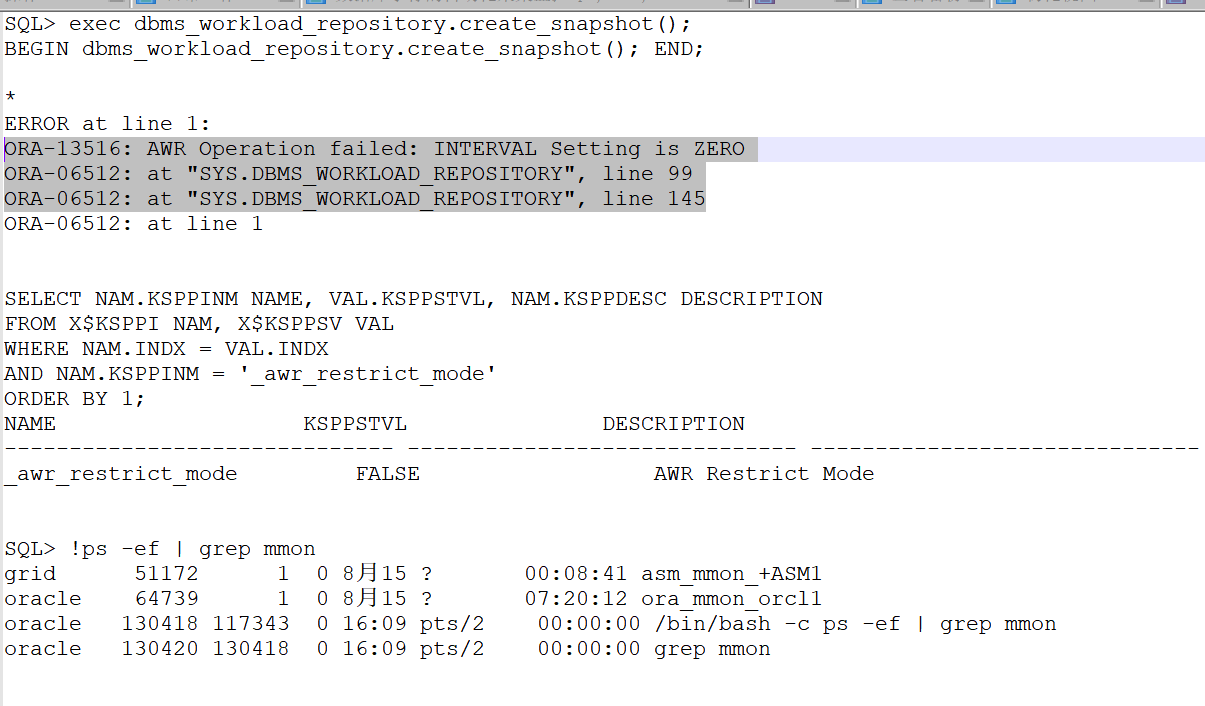 SQL> exec dbms_workload_repository.create_snapshot();
BEGIN dbms_workload_repository.create_snapshot(); END;
*
ERROR at line 1:
ORA-13516: AWR Operation failed: INTERVAL Setting is ZERO
ORA-06512: at "SYS.DBMS_WORKLOAD_REPOSITORY", line 99
ORA-06512: at "SYS.DBMS_WORKLOAD_REPOSITORY", line 145
ORA-06512: at line 1
SELECT NAM.KSPPINM NAME, VAL.KSPPSTVL, NAM.KSPPDESC DESCRIPTION
FROM X$KSPPI NAM, X$KSPPSV VAL
WHERE NAM.INDX = VAL.INDX
AND NAM.KSPPINM = '_awr_restrict_mode'
ORDER BY 1;
NAME KSPPSTVL DESCRIPTION
------------------------------ ------------------------------ ------------------------------
_awr_restrict_mode FALSE AWR Restrict Mode
SQL> !ps -ef | grep mmon
grid 51172 1 0 8月15 ? 00:08:41 asm_mmon_+ASM1
oracle 64739 1 0 8月15 ? 07:20:12 ora_mmon_orcl1
oracle 130418 117343 0 16:09 pts/2 00:00:00 /bin/bash -c ps -ef | grep mmon
oracle 130420 130418 0 16:09 pts/2 00:00:00 grep mmon